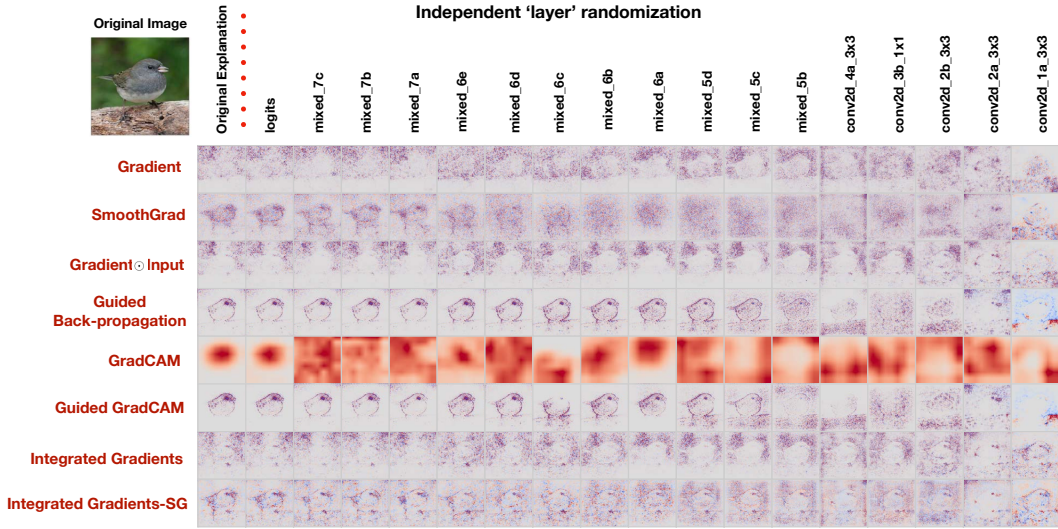 Independent ‘layer’ randomization
Original Image
Original Explanation
logits
mixed_7c
mixed_7b
mixed_7a
mixed_6e
mixed_6d
mixed_6c
mixed_6b
mixed_6a
mixed_5d
mixed_5c
mixed_5b
conv2d_4a_3x3
conv2d_3b_1x1
conv2d_2b_3x3
conv2d_2a_3x3
conv2d_1a_3x3
Gradient
SmoothGrad
Gradient⊙Input
Guided
Back-propagation
GradCAM
Guided GradCAM
Integrated Gradients
Integrated Gradients-SG